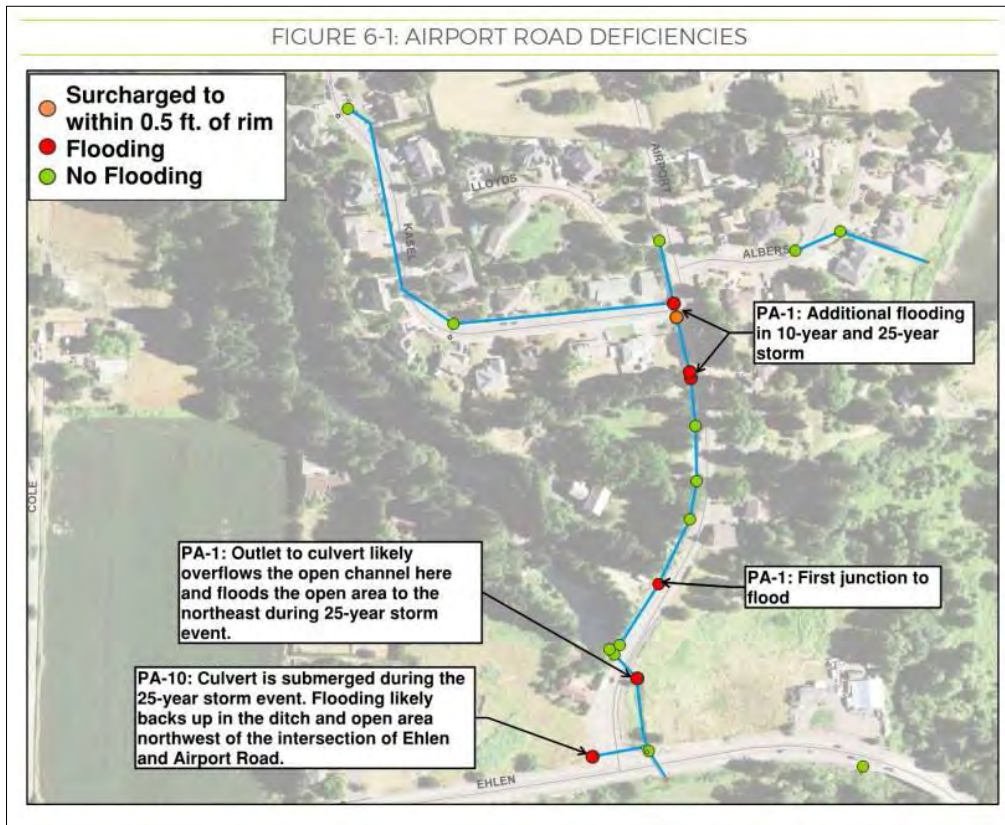 FIGURE 6-1: AIRPORT ROAD DEFICIENCIES
Surcharged to
within 0.5 ft. of rim
Flooding
No Flooding
LLOYDS
AIRPORT
KASEL
ALBERS
PA-1: Additional flooding
in 10-year and 25-year
storm
COLE
PA-1: Outlet to culvert likely
overflows the open channel here
and floods the open area to the
northeast during 25-year storm
event.
PA-1: First junction to
flood
PA-10: Culvert is submerged during the
25-year storm event. Flooding likely
backs up in the ditch and open area
northwest of the intersection of Ehlen
and Airport Road.
EHLEN